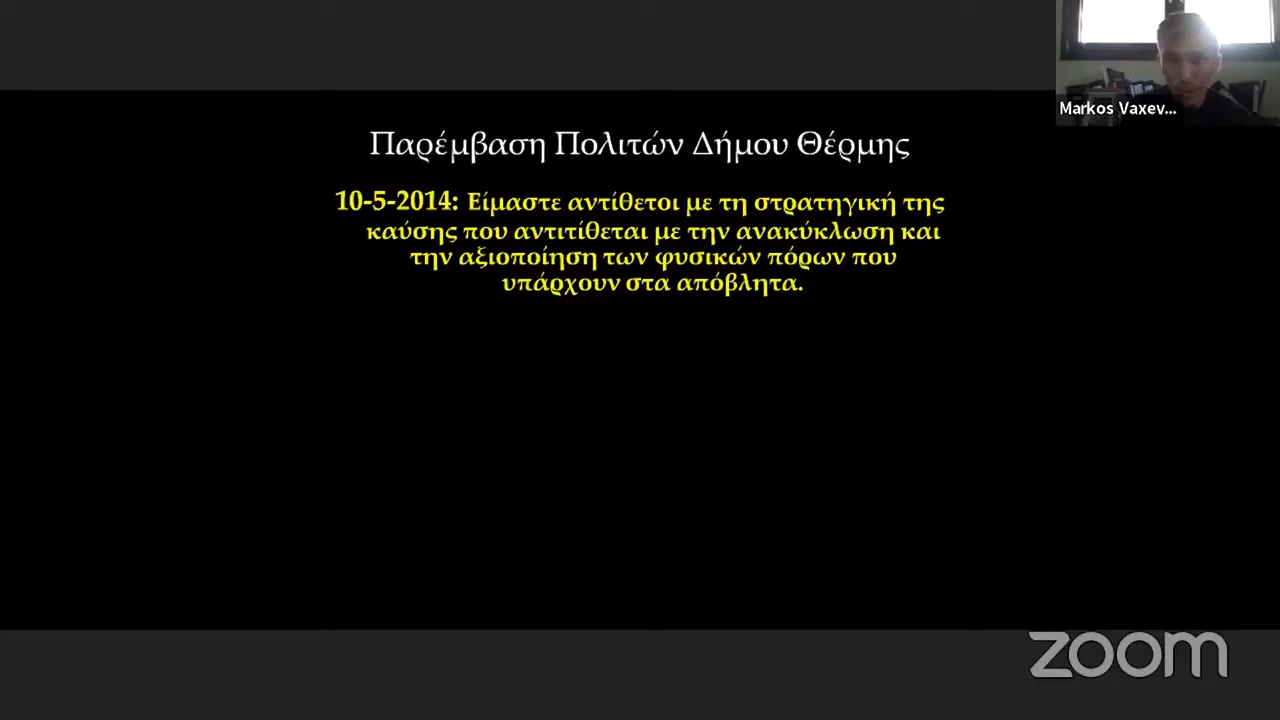 Markos Vaxev...
Παρέμβαση Πολιτών Δήμου Θέρμης
10-5-2014: Είμαστε αντίθετοι με τη στρατηγική της
καύσης που αντιτίθεται με την ανακύκλωση και
την αξιοποίηση των φυσικών πόρων που
υπάρχουν στα απόβλητα.
zoom